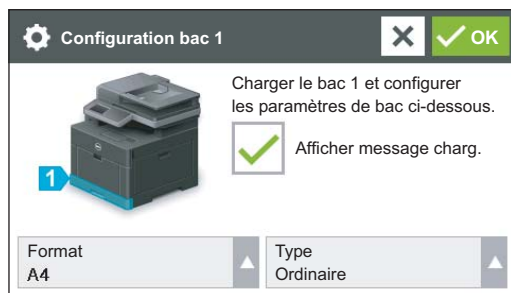 Configuration bac 1
OK
Charger le bac 1 et configurer
les paramètres de bac ci-dessous.
Afficher message charg.
1
Format
A4
Type
Ordinaire